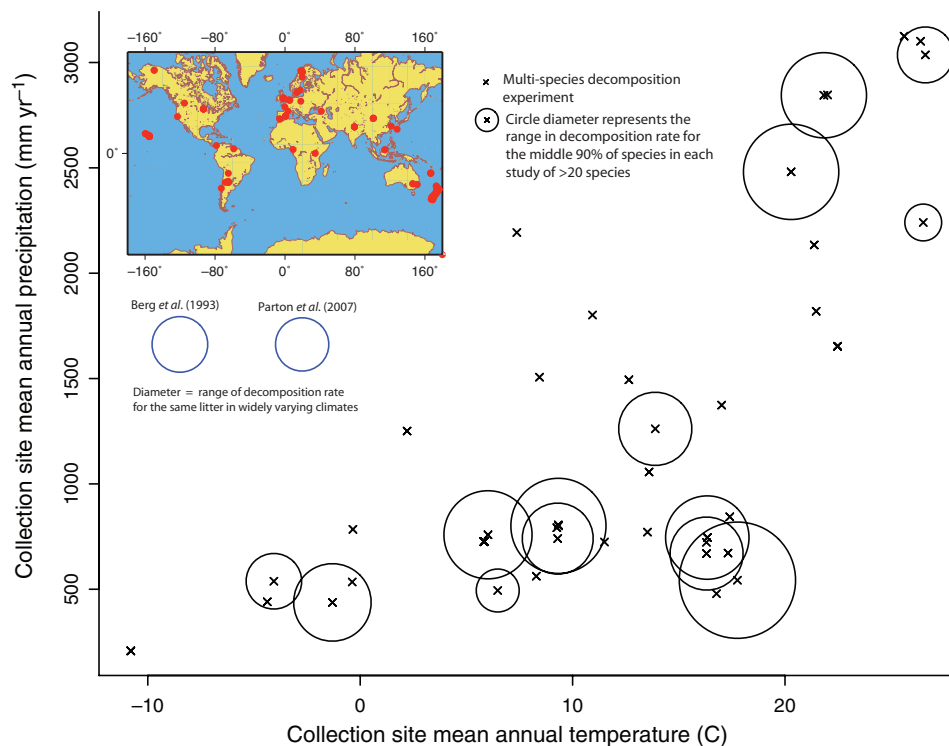 −160° −80° 0° 80° 160°
0°
−160° −80° 0° 80° 160°
Multi-species decomposition
experiment
Circle diameter represents the
range in decomposition rate for
the middle 90% of species in each
study of >20 species
Berg et al. (1993)
Parton et al. (2007)
Diameter = range of decomposition rate
for the same litter in widely varying climates
Collection site mean annual precipitation (mm yr−1)
3000
2500
2000
1500
1000
500
−10 0 10 20
Collection site mean annual temperature (C)